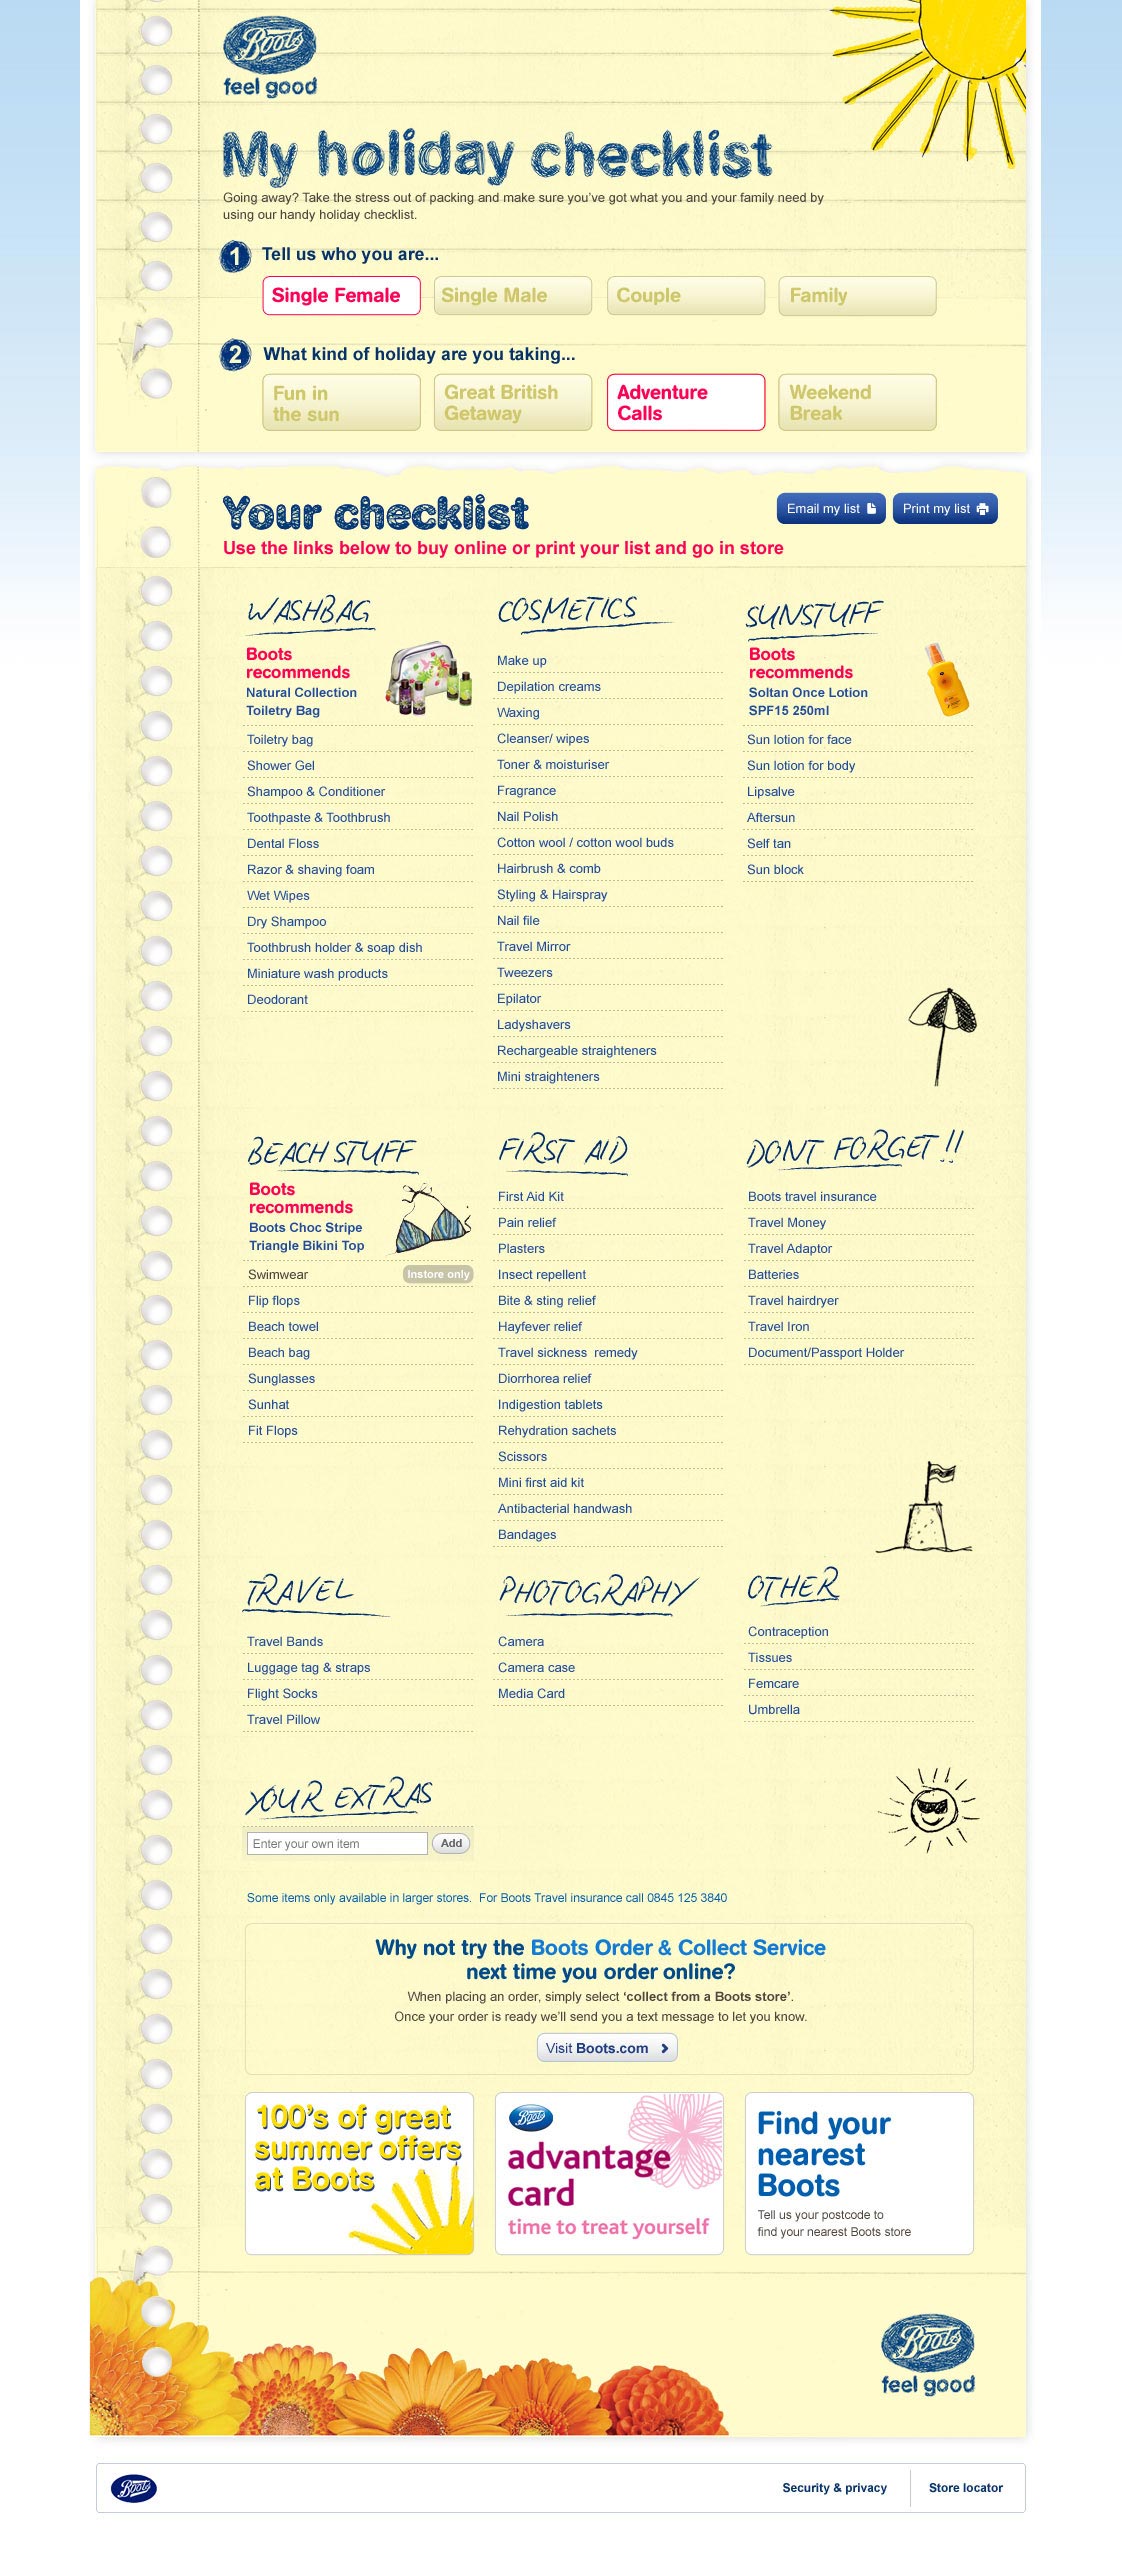 Boots
feel good
My holiday checklist
Going away? Take the stress out of packing and make sure you've got what you and your family need by
using our handy holiday checklist.
1 Tell us who you are...
Single Female Single Male Couple Family
2 What kind of holiday are you taking...
Fun in
the sun
Great British
Getaway
Adventure
Calls
Weekend
Break
Your checklist
Email my list Print my list
Use the links below to buy online or print your list and go in store
WASHBAG
Boots
recommends
Natural Collection
Toiletry Bag
Toiletry bag
Shower Gel
Shampoo & Conditioner
Toothpaste & Toothbrush
Dental Floss
Razor & shaving foam
Wet Wipes
Dry Shampoo
Toothbrush holder & soap dish
Miniature wash products
Deodorant
COSMETICS
Make up
Depilation creams
Waxing
Cleanser/ wipes
Toner & moisturiser
Fragrance
Nail Polish
Cotton wool / cotton wool buds
Hairbrush & comb
Styling & Hairspray
Nail file
Travel Mirror
Tweezers
Epilator
Ladyshavers
Rechargeable straighteners
Mini straighteners
SUNSTUFF
Boots
recommends
Soltan Once Lotion
SPF15 250ml
Sun lotion for face
Sun lotion for body
Lipsalve
Aftersun
Self tan
Sun block
BEACH STUFF
Boots
recommends
Boots Choc Stripe
Triangle Bikini Top
Swimwear Instore only
Flip flops
Beach towel
Beach bag
Sunglasses
Sunhat
Fit Flops
FIRST AID
First Aid Kit
Pain relief
Plasters
Insect repellent
Bite & sting relief
Hayfever relief
Travel sickness remedy
Diorrhorea relief
Indigestion tablets
Rehydration sachets
Scissors
Mini first aid kit
Antibacterial handwash
Bandages
DONT FORGET!!
Boots travel insurance
Travel Money
Travel Adaptor
Batteries
Travel hairdryer
Travel Iron
Document/Passport Holder
TRAVEL
Travel Bands
Luggage tag & straps
Flight Socks
Travel Pillow
PHOTOGRAPHY
Camera
Camera case
Media Card
OTHER
Contraception
Tissues
Femcare
Umbrella
YOUR EXTRAS
Enter your own item Add
Some items only available in larger stores. For Boots Travel insurance call 0845 125 3840
Why not try the Boots Order & Collect Service
next time you order online?
When placing an order, simply select 'collect from a Boots store'.
Once your order is ready we'll send you a text message to let you know.
Visit Boots.com
100's of great
summer offers
at Boots
Boots
advantage
card
time to treat yourself
Find your
nearest
Boots
Tell us your postcode to
find your nearest Boots store
Boots
feel good
Boots
Security & privacy Store locator